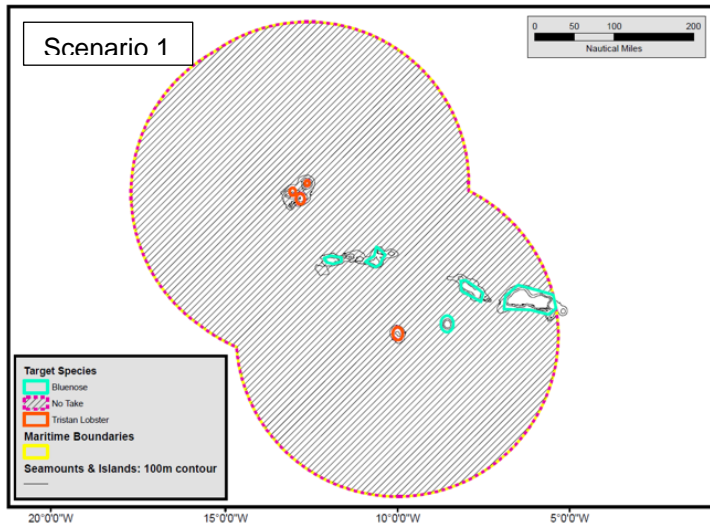 Scenario 1
0 50 100 200
Nautical Miles
Target Species
Bluenose
No Take
Tristan Lobster
Maritime Boundaries
Seamounts & Islands: 100m contour
20°0'0"W 15°0'0"W 10°0'0"W 5°0'0"W